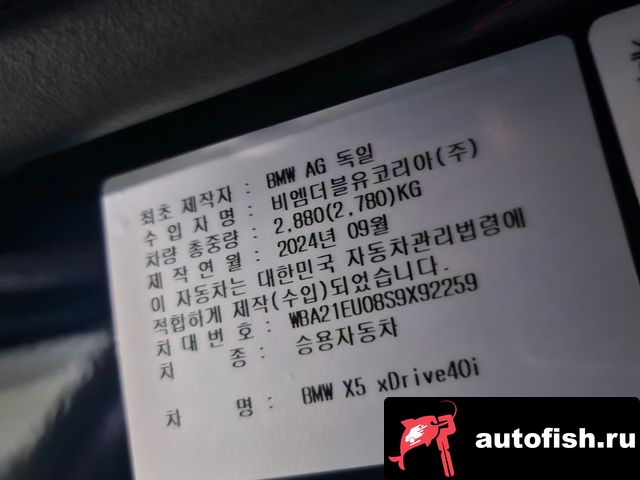 최초 제작자 : BMW AG 독일
수 입 자 명 : 비엠더블유코리아(주)
차량 총중량 : 2,880(2,780)KG
제 작 연 월 : 2024년 09월
이 자동차는 대한민국 자동차관리법령에
적합하게 제작(수입)되었습니다.
차 대 번 호 : WBA21EU08S9X92259
차 종 : 승용자동차
차 명 : BMW X5 xDrive40i
autofish.ru